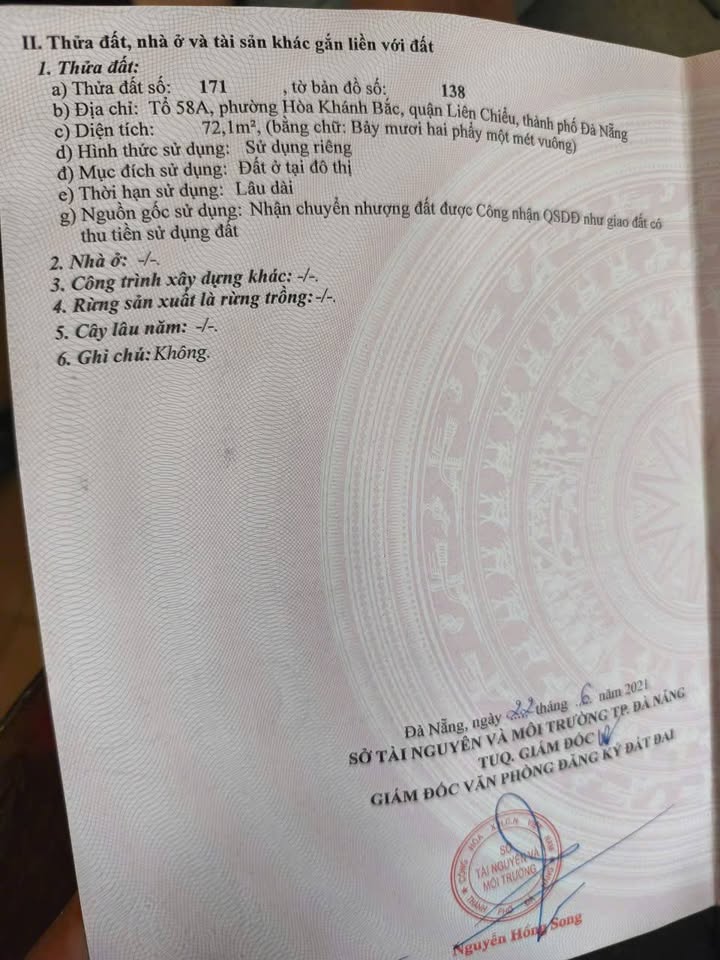 II. Thửa đất, nhà ở và tài sản khác gắn liền với đất
1. Thửa đất:
a) Thửa đất số: 171 , tờ bản đồ số: 138
b) Địa chỉ: Tổ 58A, phường Hòa Khánh Bắc, quận Liên Chiểu, thành phố Đà Nẵng
c) Diện tích: 72,1m², (bằng chữ: Bảy mươi hai phẩy một mét vuông)
d) Hình thức sử dụng: Sử dụng riêng
đ) Mục đích sử dụng: Đất ở tại đô thị
e) Thời hạn sử dụng: Lâu dài
g) Nguồn gốc sử dụng: Nhận chuyển nhượng đất được Công nhận QSDĐ như giao đất có
thu tiền sử dụng đất
2. Nhà ở: -/-.
3. Công trình xây dựng khác: -/-.
4. Rừng sản xuất là rừng trồng: -/-.
5. Cây lâu năm: -/-.
6. Ghi chú: Không.
Đà Nẵng, ngày 22 tháng 6 năm 2021
SỞ TÀI NGUYÊN VÀ MÔI TRƯỜNG TP. ĐÀ NẴNG
TUQ. GIÁM ĐỐC
GIÁM ĐỐC VĂN PHÒNG ĐĂNG KÝ ĐẤT ĐAI
SỞ
TÀI NGUYÊN VÀ
MÔI TRƯỜNG
Nguyễn Hồng Song